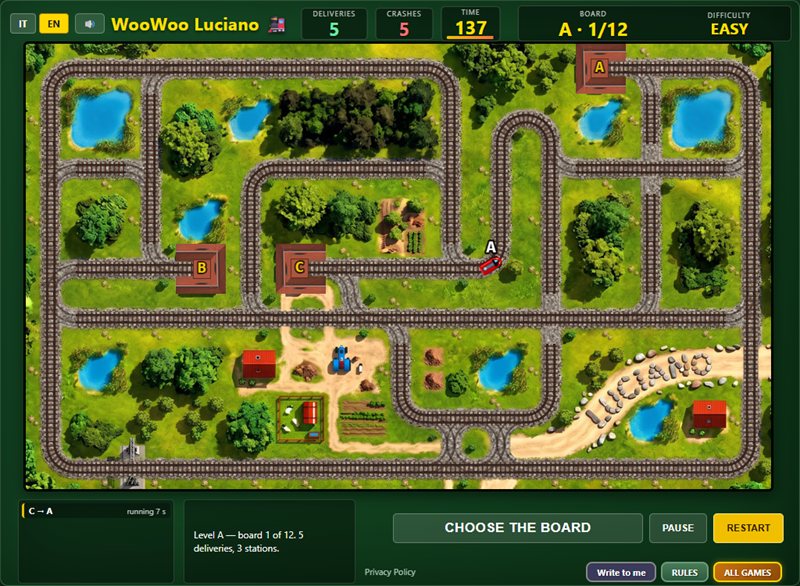 IT EN WooWoo Luciano
DELIVERIES
5
CRASHES
5
TIME
137
BOARD
A · 1/12
DIFFICULTY
EASY
A
A
B
C
LUCIANO
C → A running 7 s
Level A — board 1 of 12. 5
deliveries, 3 stations.
CHOOSE THE BOARD
PAUSE
RESTART
Privacy Policy
Write to me
RULES
ALL GAMES